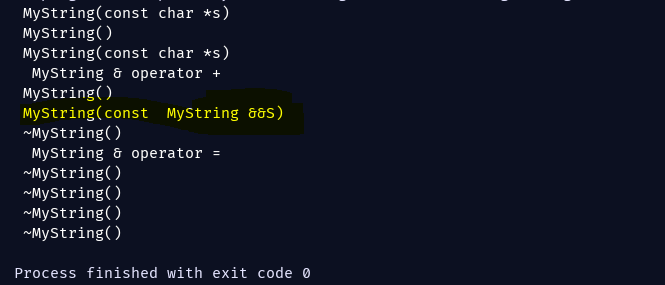 MyString(const char *s)
MyString()
MyString(const char *s)
MyString & operator +
MyString()
MyString(const  MyString &&S)
~MyString()
MyString & operator =
~MyString()
~MyString()
~MyString()
~MyString()
Process finished with exit code 0